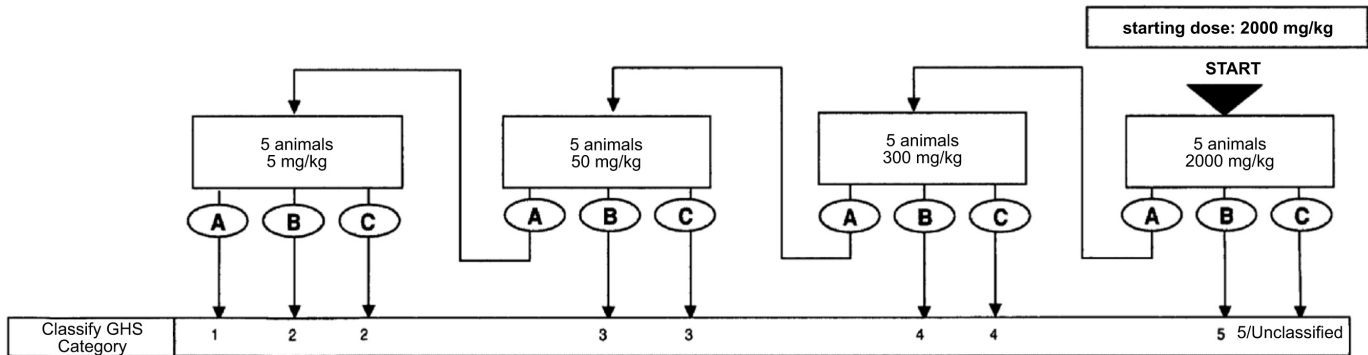 starting dose: 2000 mg/kg
START
5 animals
5 mg/kg
5 animals
50 mg/kg
5 animals
300 mg/kg
5 animals
2000 mg/kg
A B C A B C A B C A B C
Classify GHS
Category
1 2 2 3 3 4 4 5 5/Unclassified